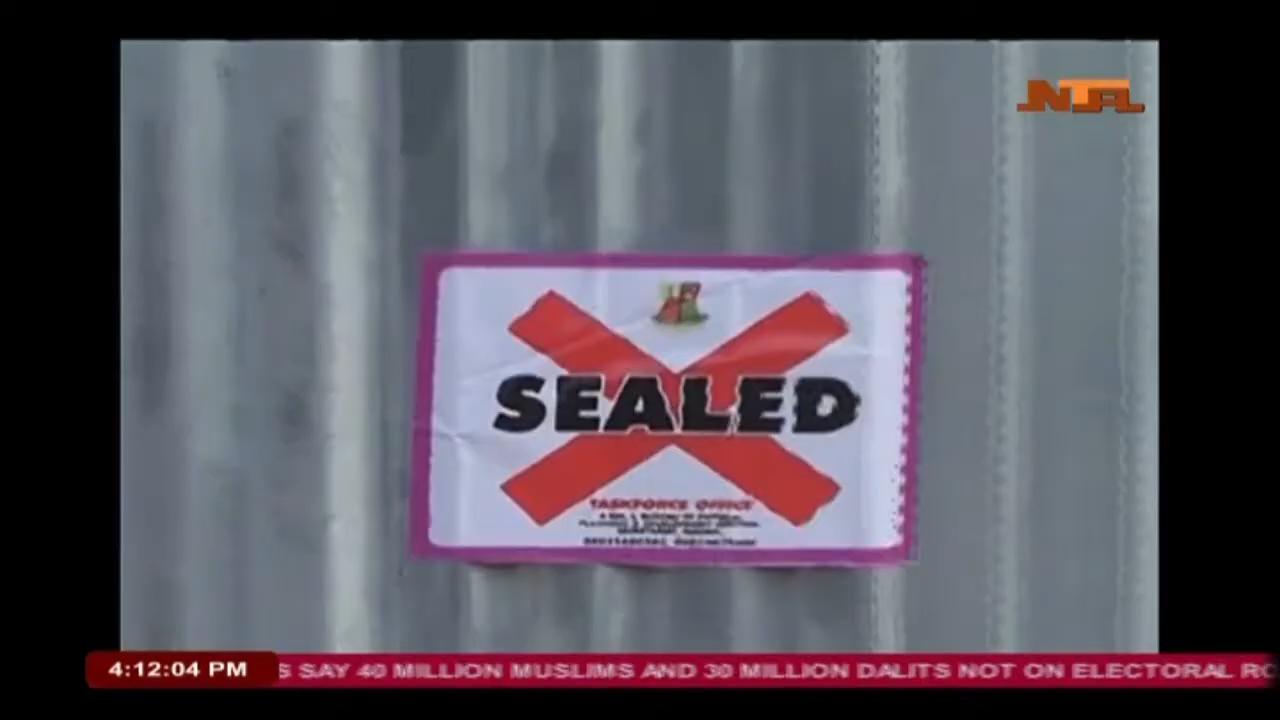 NTA
SEALED
TASKFORCE OFFICE
4:12:04 PM
S SAY 40 MILLION MUSLIMS AND 30 MILLION DALITS NOT ON ELECTORAL RO